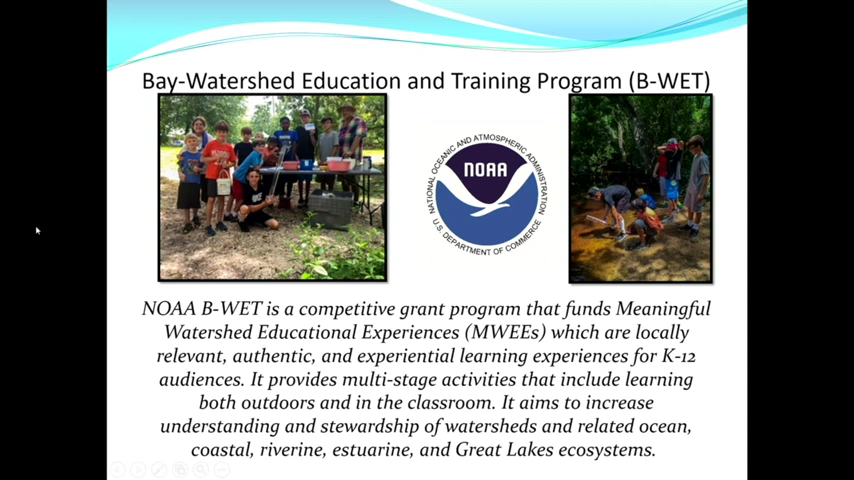 Bay-Watershed Education and Training Program (B-WET)
NATIONAL OCEANIC AND ATMOSPHERIC ADMINISTRATION
NOAA
U.S. DEPARTMENT OF COMMERCE
NOAA B-WET is a competitive grant program that funds Meaningful
Watershed Educational Experiences (MWEEs) which are locally
relevant, authentic, and experiential learning experiences for K-12
audiences. It provides multi-stage activities that include learning
both outdoors and in the classroom. It aims to increase
understanding and stewardship of watersheds and related ocean,
coastal, riverine, estuarine, and Great Lakes ecosystems.